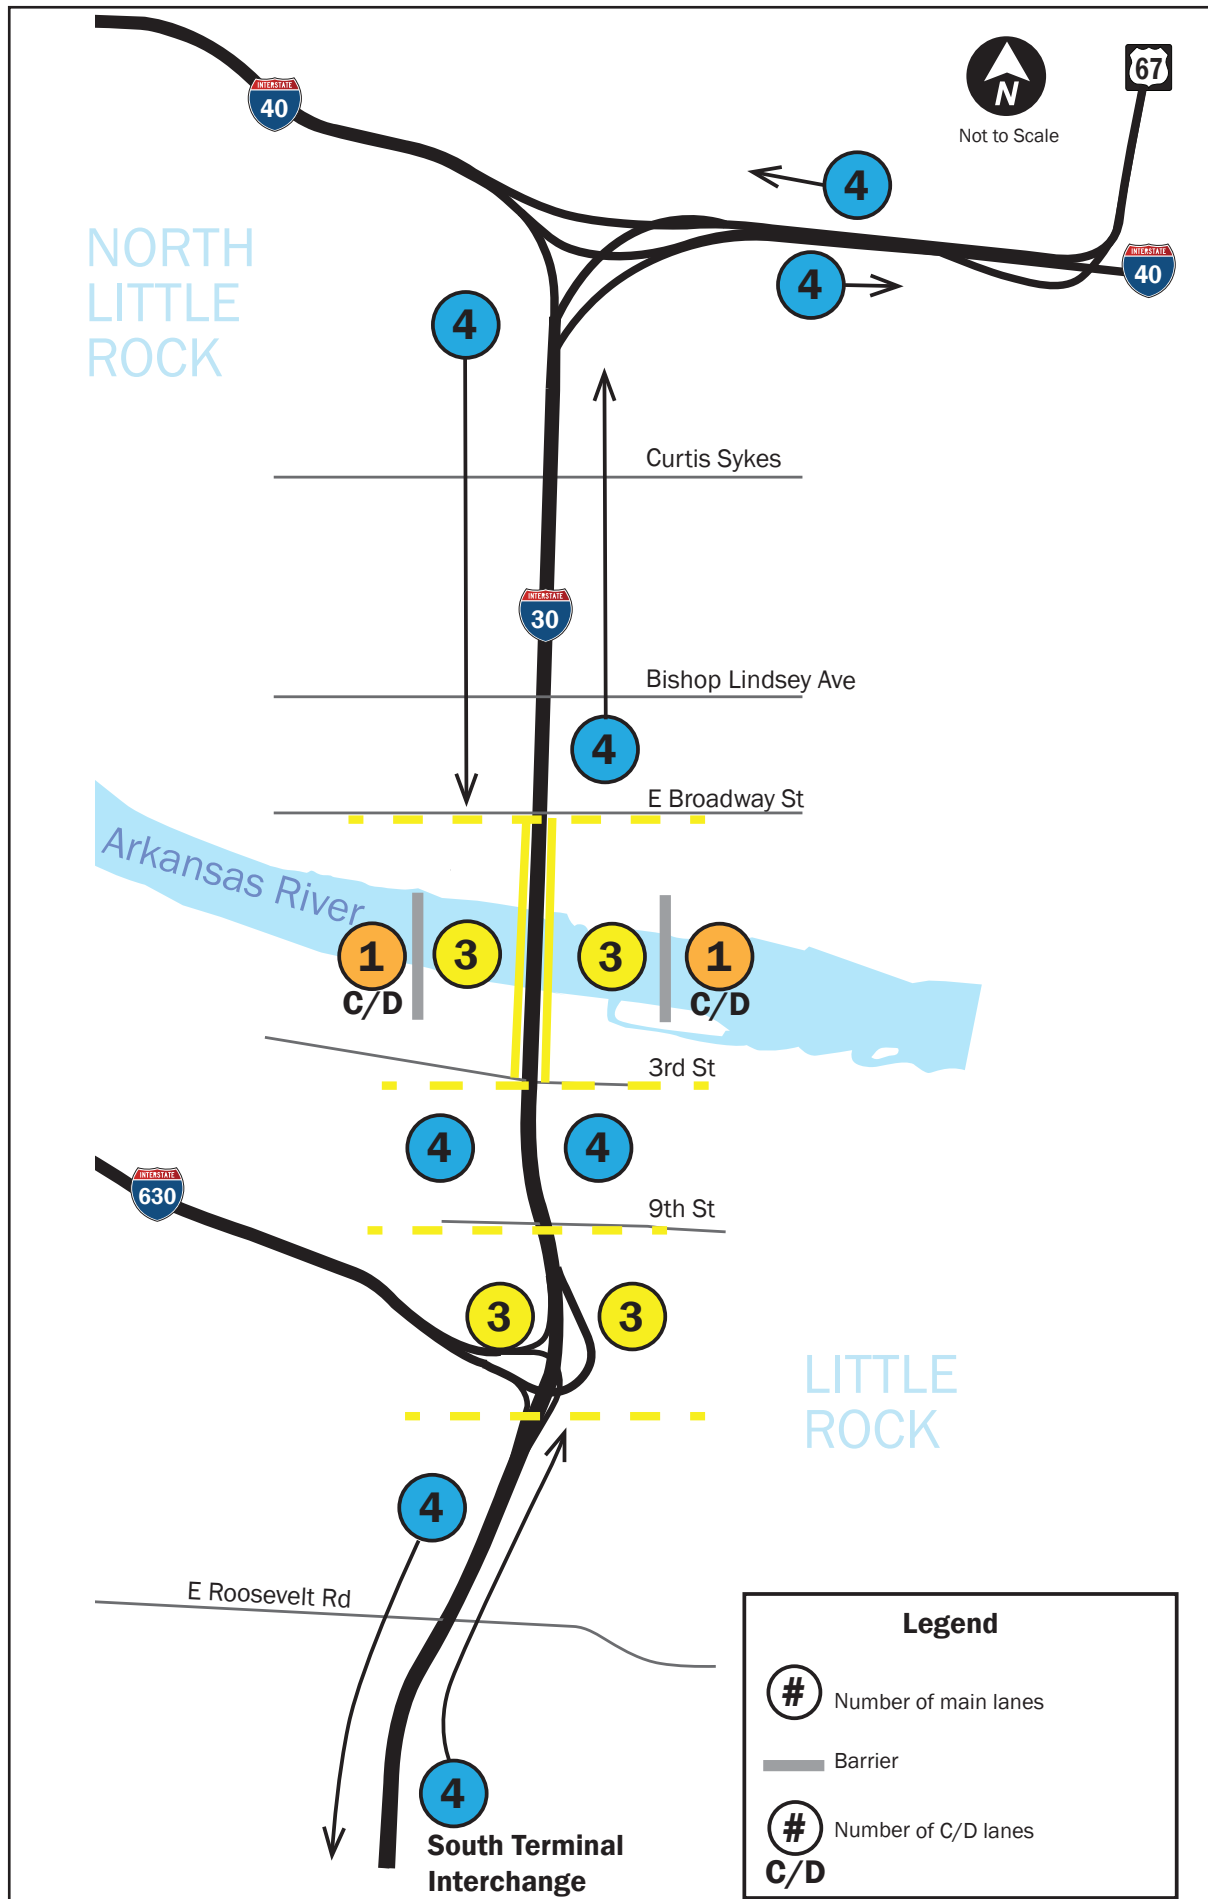 INTERSTATE
40
67
N
Not to Scale
4
NORTH
LITTLE
ROCK
INTERSTATE
40
4
4
Curtis Sykes
INTERSTATE
30
Bishop Lindsey Ave
4
E Broadway St
Arkansas River
1
C/D
3
3
1
C/D
3rd St
4
4
INTERSTATE
630
9th St
3
3
LITTLE
ROCK
4
E Roosevelt Rd
4
South Terminal
Interchange
Legend
# Number of main lanes
Barrier
# Number of C/D lanes
C/D